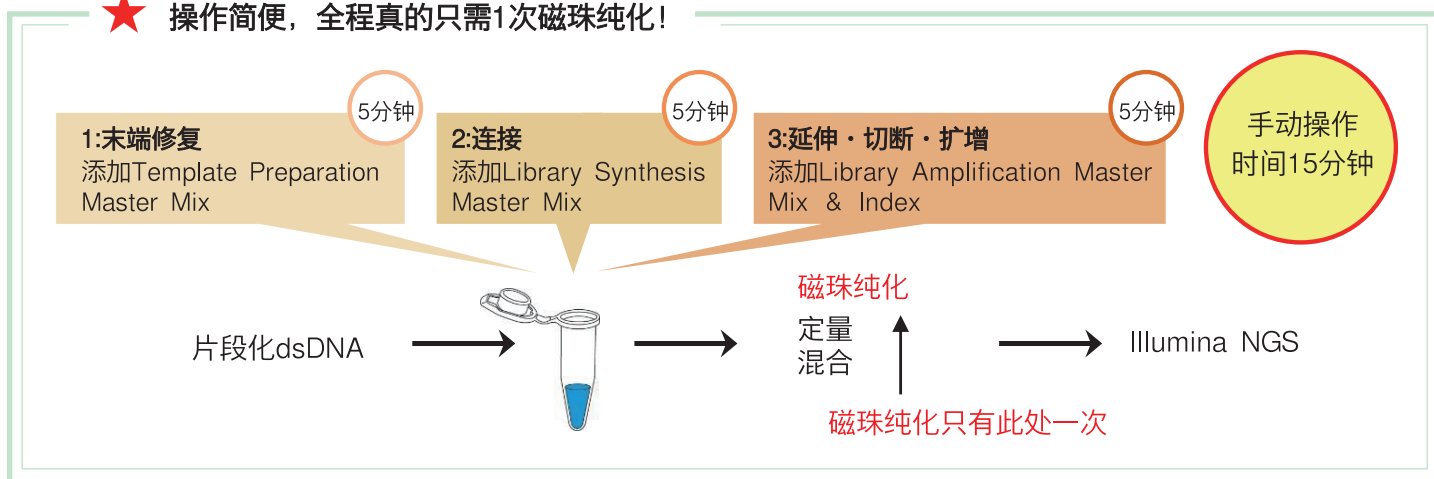 操作简便，全程真的只需1次磁珠纯化！
5分钟
1:末端修复
添加Template Preparation
Master Mix
5分钟
2:连接
添加Library Synthesis
Master Mix
5分钟
3:延伸·切断·扩增
添加Library Amplification Master
Mix & Index
手动操作
时间15分钟
片段化dsDNA
磁珠纯化
定量
混合
磁珠纯化只有此处一次
Illumina NGS